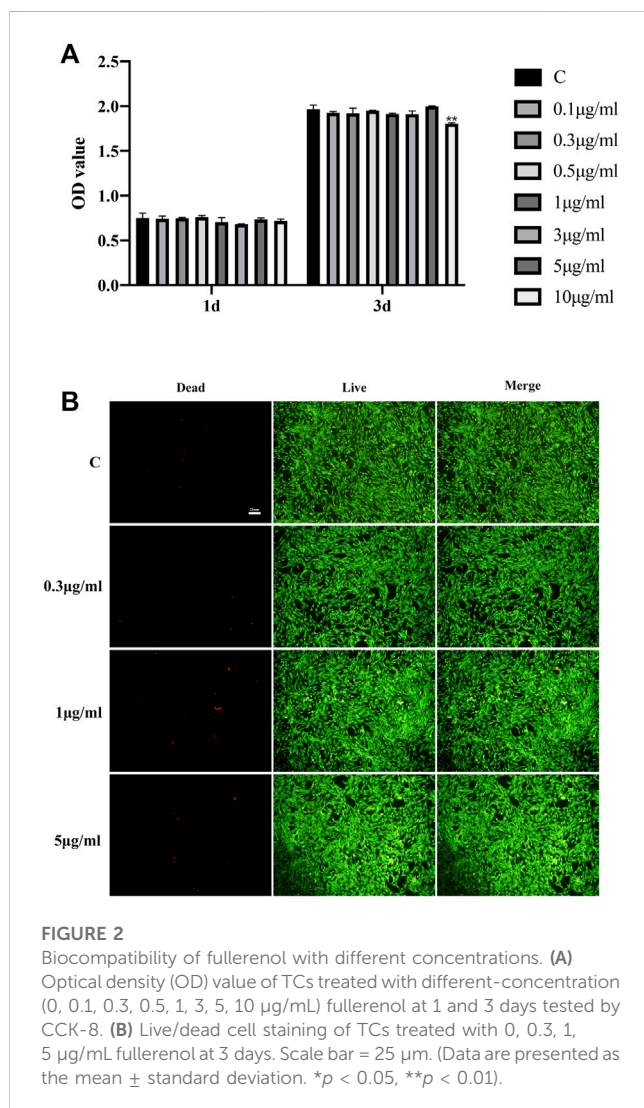 A
2.5
2.0
1.5
1.0
0.5
0.0
OD value
**
1d
3d
C
0.1μg/ml
0.3μg/ml
0.5μg/ml
1μg/ml
3μg/ml
5μg/ml
10μg/ml
B
Dead
Live
Merge
C
0.3μg/ml
1μg/ml
5μg/ml
FIGURE 2
Biocompatibility of fullerenol with different concentrations. (A)
Optical density (OD) value of TCs treated with different-concentration
(0, 0.1, 0.3, 0.5, 1, 3, 5, 10 μg/mL) fullerenol at 1 and 3 days tested by
CCK-8. (B) Live/dead cell staining of TCs treated with 0, 0.3, 1,
5 μg/mL fullerenol at 3 days. Scale bar = 25 μm. (Data are presented as
the mean ± standard deviation. *p < 0.05, **p < 0.01).